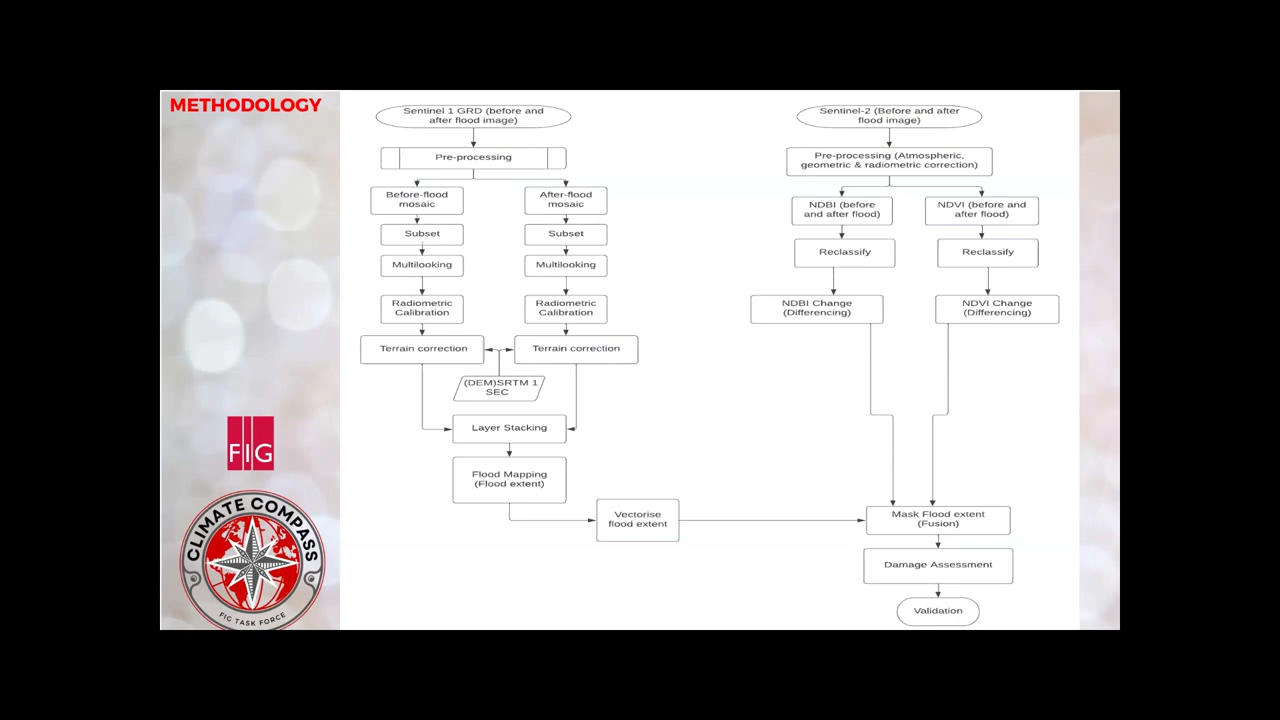 METHODOLOGY
Sentinel 1 GRD (before and
after flood image)
Pre-processing
Before-flood
mosaic
After-flood
mosaic
Subset
Subset
Multilooking
Multilooking
Radiometric
Calibration
Radiometric
Calibration
Terrain correction
Terrain correction
(DEM)SRTM 1
SEC
Layer Stacking
Flood Mapping
(Flood extent)
Vectorise
flood extent
Sentinel-2 (Before and after
flood image)
Pre-processing (Atmospheric,
geometric & radiometric correction)
NDBI (before
and after flood)
NDVI (before and
after flood)
Reclassify
Reclassify
NDBI Change
(Differencing)
NDVI Change
(Differencing)
Mask Flood extent
(Fusion)
Damage Assessment
Validation
FIG
CLIMATE COMPASS
FIG TASK FORCE